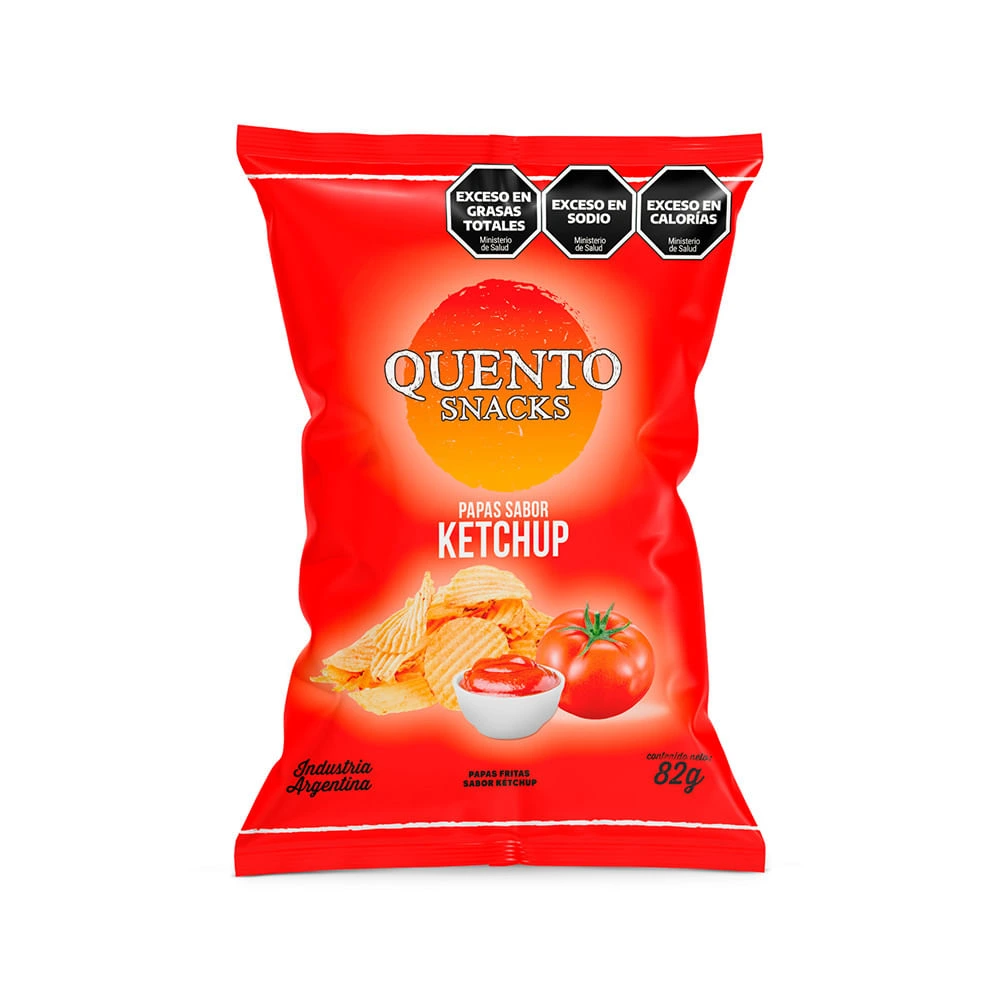 EXCESO EN
GRASAS
TOTALES
Ministerio
de Salud
EXCESO EN
SODIO
Ministerio
de Salud
EXCESO EN
CALORÍAS
Ministerio
de Salud
QUENTO
SNACKS
PAPAS SABOR
KETCHUP
Industria
Argentina
PAPAS FRITAS
SABOR KETCHUP
contenido neto:
82g